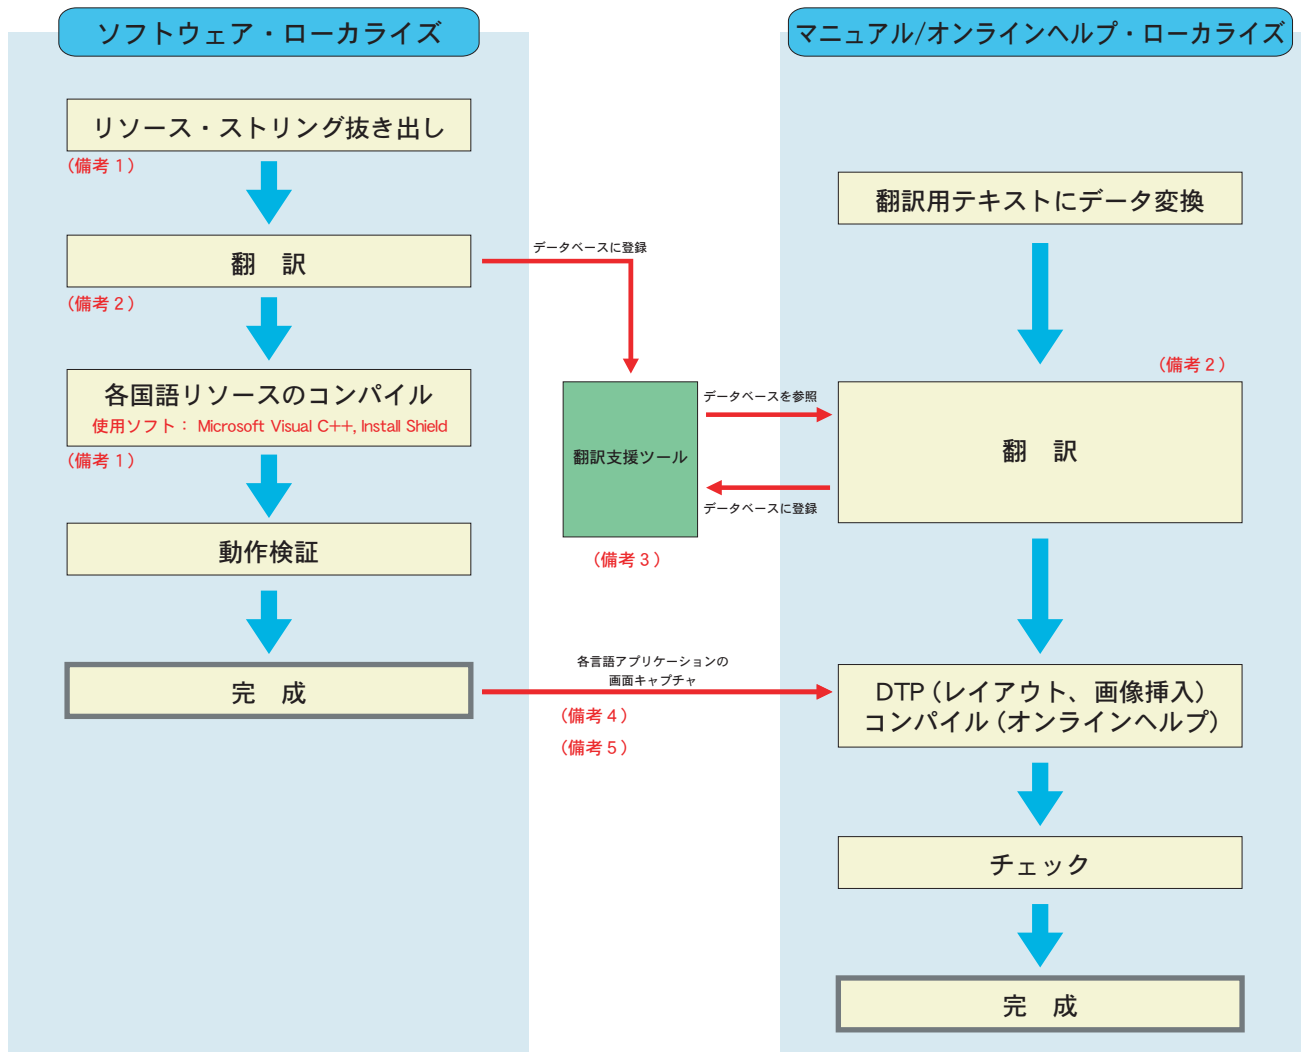 ソフトウェア・ローカライズ
リソース・ストリング抜き出し
（備考１）
翻　訳
（備考２）
各国語リソースのコンパイル
使用ソフト： Microsoft Visual C++, Install Shield
（備考１）
動作検証
完　成
データベースに登録
翻訳支援ツール
（備考３）
データベースを参照
データベースに登録
各言語アプリケーションの
画面キャプチャ
（備考４）
（備考５）
マニュアル/オンラインヘルプ・ローカライズ
翻訳用テキストにデータ変換
（備考２）
翻　訳
DTP（レイアウト、画像挿入）
コンパイル（オンラインヘルプ）
チェック
完　成